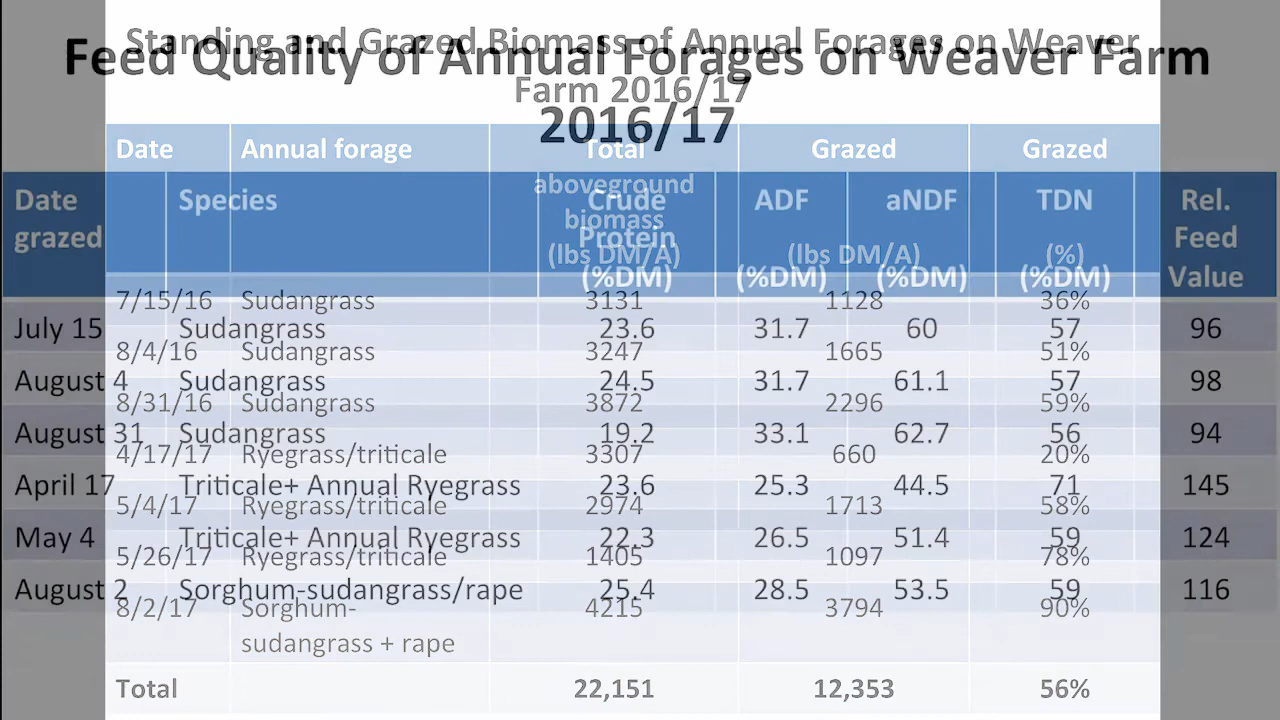 Standing and Grazed Biomass of Annual Forages on Weaver
Farm 2016/17
Date Annual forage Total Grazed Grazed
aboveground
biomass
(lbs DM/A) (lbs DM/A) (%)
7/15/16 Sudangrass 3131 1128 36%
8/4/16 Sudangrass 3247 1665 51%
8/31/16 Sudangrass 3872 2296 59%
4/17/17 Ryegrass/triticale 3307 660 20%
5/4/17 Ryegrass/triticale 2974 1713 58%
5/26/17 Ryegrass/triticale 1405 1097 78%
8/2/17 Sorghum- 4215 3794 90%
sudangrass + rape
Total 22,151 12,353 56%
Feed Quality of Annual Forages on Weaver Farm
2016/17
Date Species Crude ADF aNDF TDN Rel.
grazed Protein Feed
(%DM) (%DM) (%DM) (%DM) Value
July 15 Sudangrass 23.6 31.7 60 57 96
August 4 Sudangrass 24.5 31.7 61.1 57 98
August 31 Sudangrass 19.2 33.1 62.7 56 94
April 17 Triticale+ Annual Ryegrass 23.6 25.3 44.5 71 145
May 4 Triticale+ Annual Ryegrass 22.3 26.5 51.4 59 124
August 2 Sorghum-sudangrass/rape 25.4 28.5 53.5 59 116